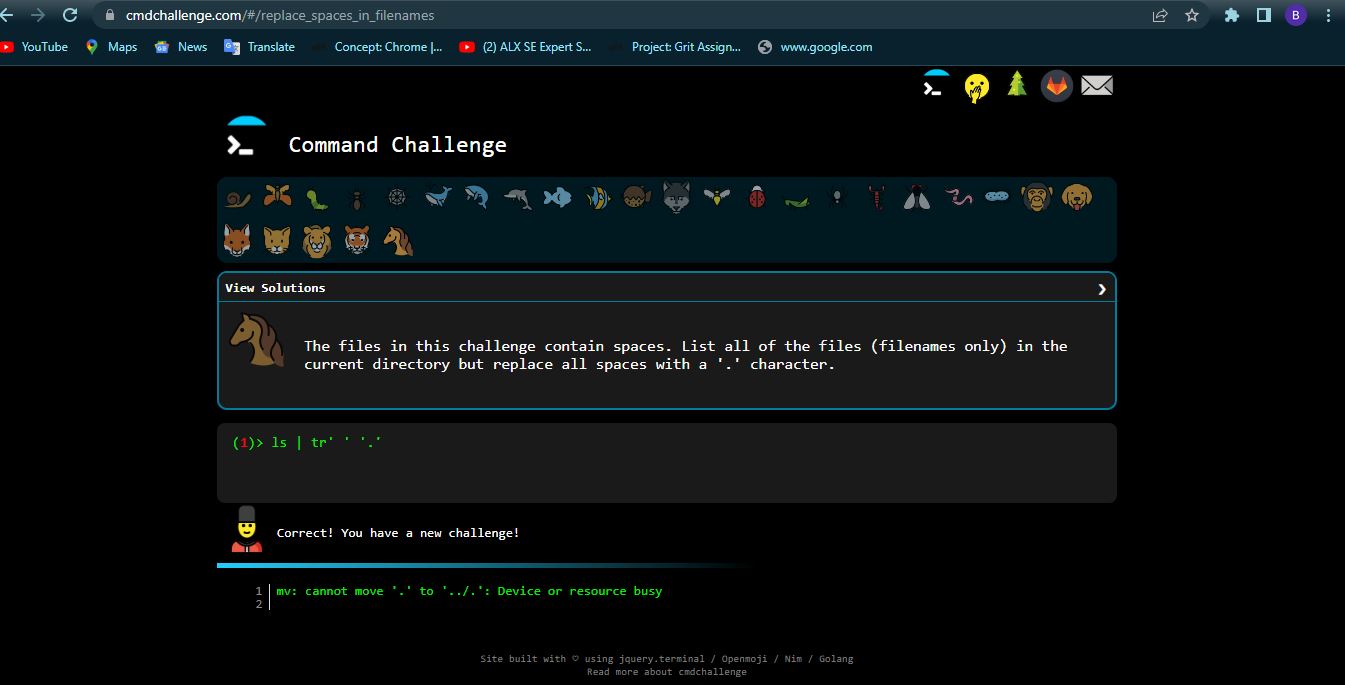 cmdchallenge.com/#/replace_spaces_in_filenames
B
YouTube Maps News Translate Concept: Chrome |... (2) ALX SE Expert S... Project: Grit Assign... www.google.com
Command Challenge
View Solutions
The files in this challenge contain spaces. List all of the files (filenames only) in the
current directory but replace all spaces with a '.' character.
(1)> ls | tr' ' '.'
Correct! You have a new challenge!
1 mv: cannot move '.' to '../.': Device or resource busy
2
Site built with ♡ using jquery.terminal / Openmoji / Nim / Golang
Read more about cmdchallenge